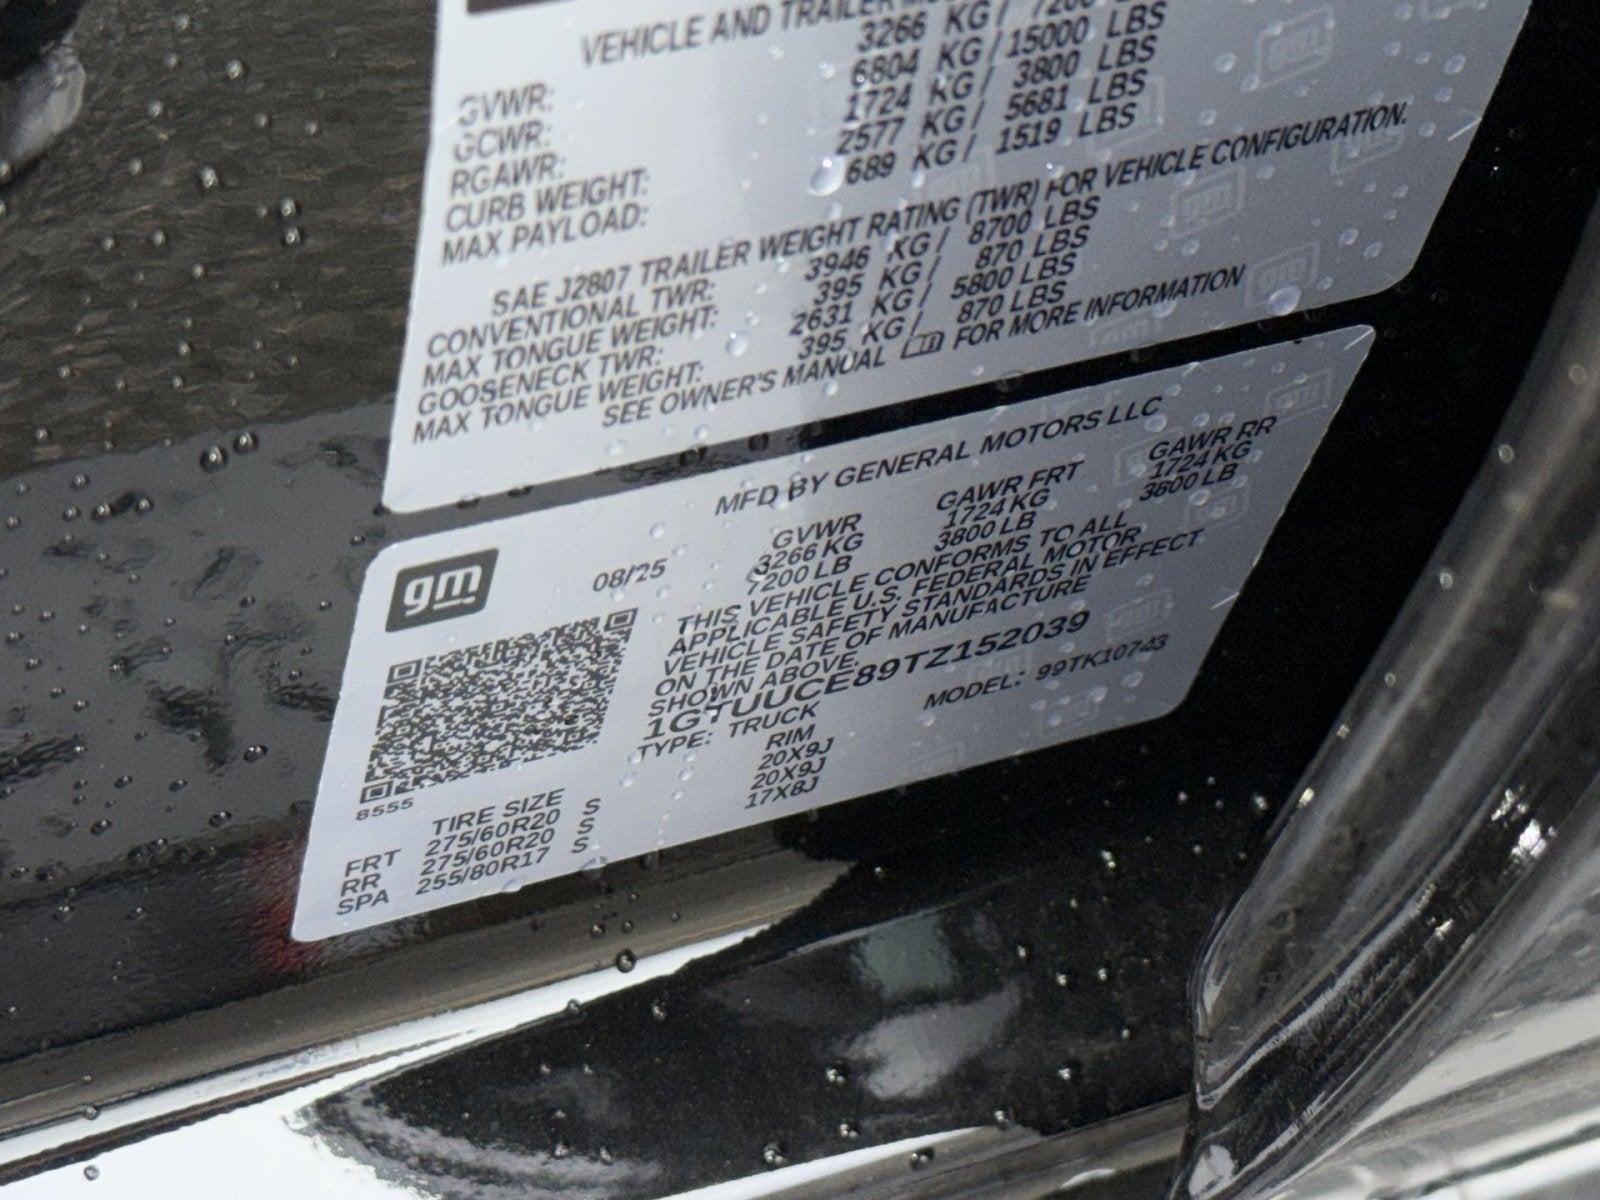 VEHICLE AND TRAILER
GVWR: 3266 KG / 7200
GCWR: 6804 KG / 15000 LBS
RGAWR: 1724 KG / 3800 LBS
CURB WEIGHT: 2577 KG / 5681 LBS
MAX PAYLOAD: 689 KG / 1519 LBS
SAE J2807 TRAILER WEIGHT RATING (TWR) FOR VEHICLE CONFIGURATION.
CONVENTIONAL TWR: 3946 KG / 8700 LBS
MAX TONGUE WEIGHT: 395 KG / 870 LBS
GOOSENECK TWR: 2631 KG / 5800 LBS
MAX TONGUE WEIGHT: 395 KG / 870 LBS
SEE OWNER'S MANUAL FOR MORE INFORMATION
MFD BY GENERAL MOTORS LLC
gm
08/25
GVWR GAWR FRT GAWR RR
3266 KG 1724 KG 1724 KG
7200 LB 3800 LB 3800 LB
THIS VEHICLE CONFORMS TO ALL
APPLICABLE U.S. FEDERAL MOTOR
VEHICLE SAFETY STANDARDS IN EFFECT
ON THE DATE OF MANUFACTURE
SHOWN ABOVE.
1GTUUCE89TZ152039
TYPE: TRUCK MODEL: 99TK10743
8555
TIRE SIZE RIM
FRT 275/60R20 S 20X9J
RR 275/60R20 S 20X9J
SPA 255/80R17 S 17X8J